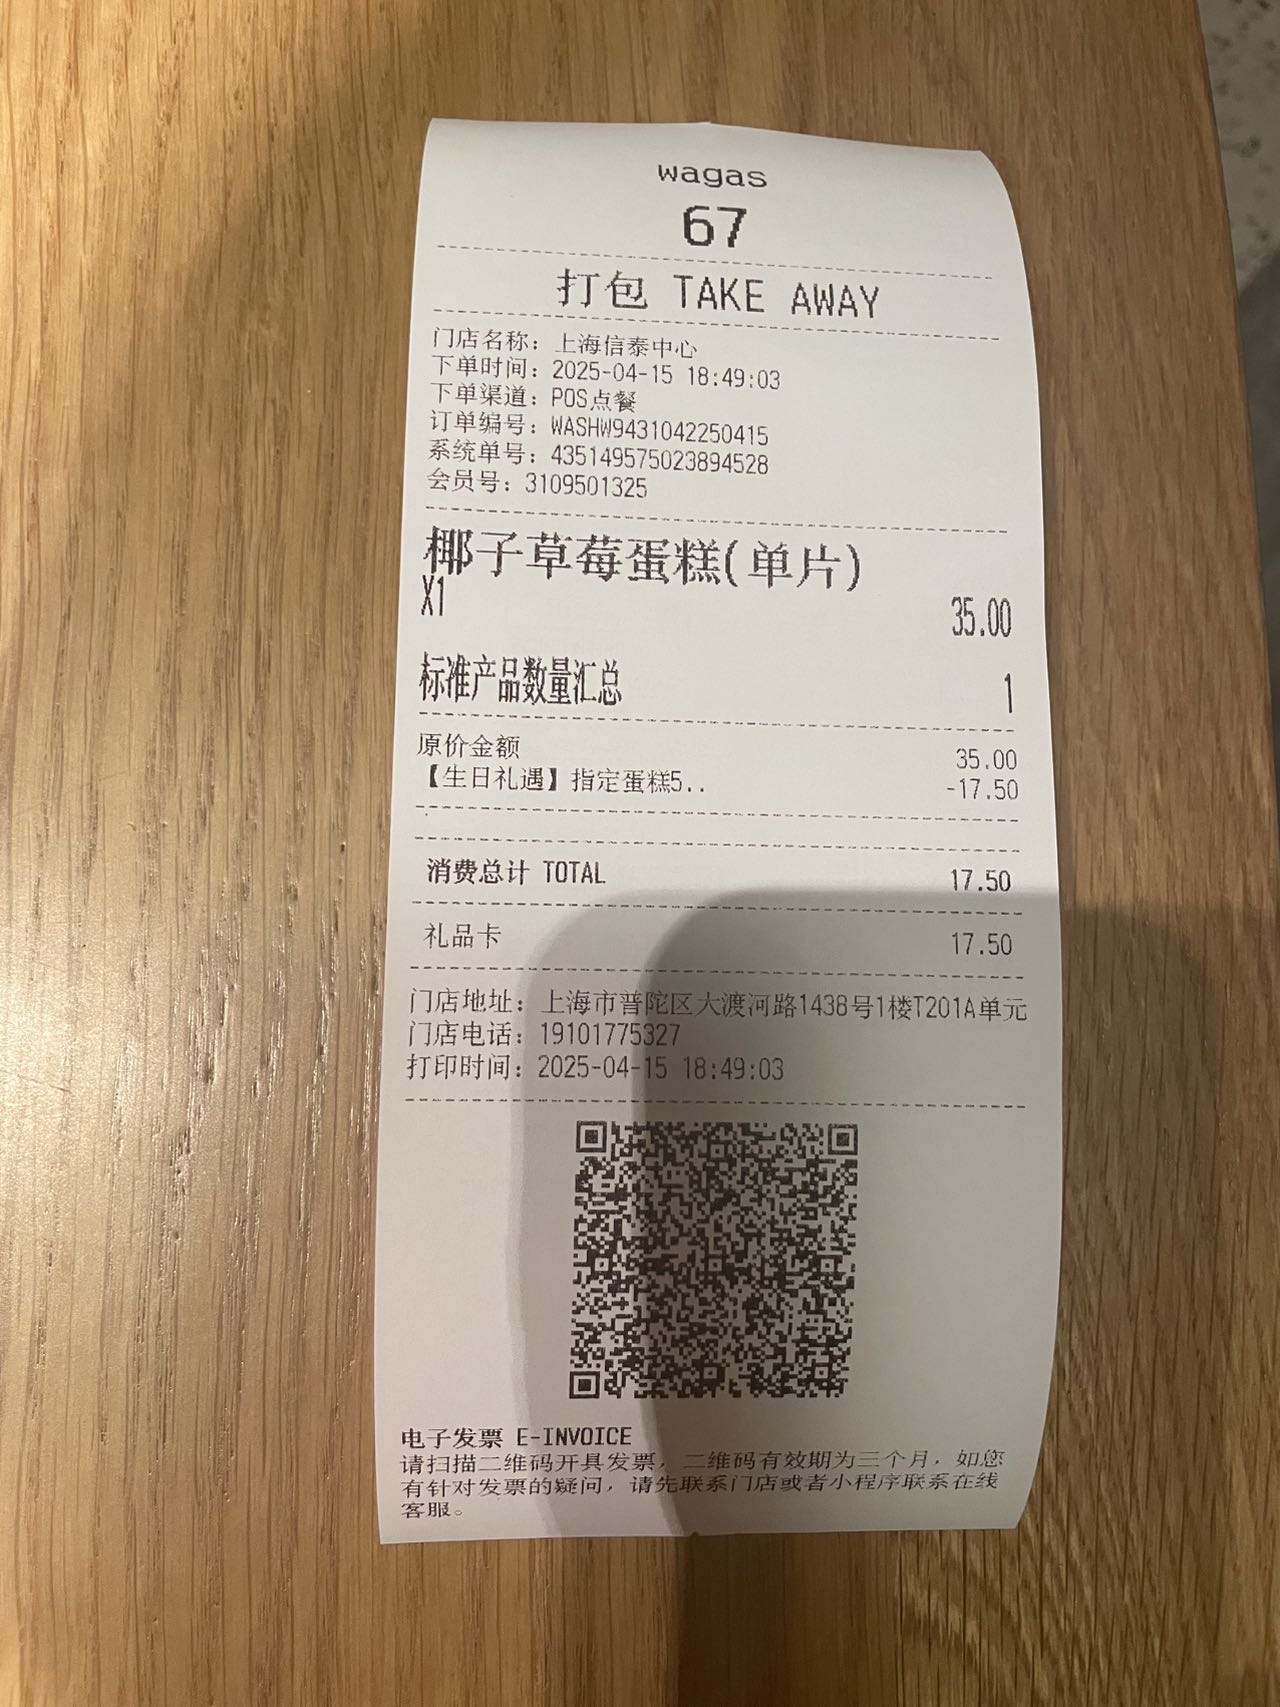 wagas
67
打包 TAKE AWAY
门店名称：上海信泰中心
下单时间：2025-04-15 18:49:03
下单渠道：POS点餐
订单编号：WASHW9431042250415
系统单号：435149575023894528
会员号：3109501325
椰子草莓蛋糕(单片)
X1 35.00
标准产品数量汇总 1
原价金额 35.00
【生日礼遇】指定蛋糕5.. -17.50
消费总计 TOTAL 17.50
礼品卡 17.50
门店地址：上海市普陀区大渡河路1438号1楼T201A单元
门店电话：19101775327
打印时间：2025-04-15 18:49:03
电子发票 E-INVOICE
请扫描二维码开具发票，二维码有效期为三个月，如您
有针对发票的疑问，请先联系门店或者小程序联系在线
客服。